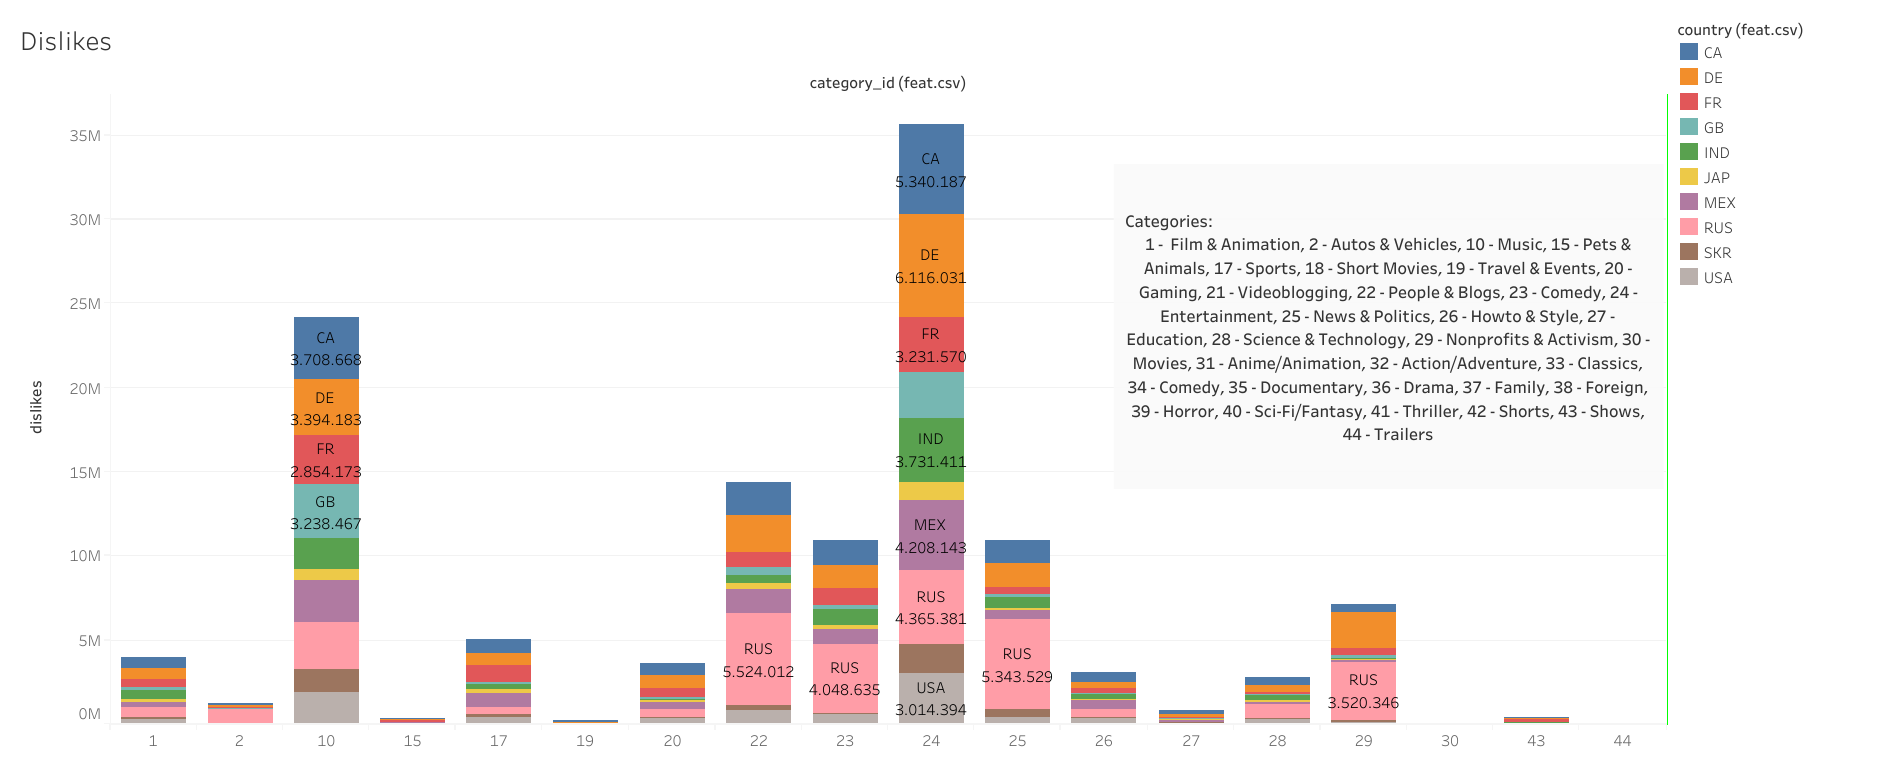 Dislikes
category_id (feat.csv)
country (feat.csv)
CA
DE
FR
GB
IND
JAP
MEX
RUS
SKR
USA
dislikes
35M
30M
25M
20M
15M
10M
5M
0M
CA
3.708.668
DE
3.394.183
FR
2.854.173
GB
3.238.467
RUS
5.524.012
RUS
4.048.635
CA
5.340.187
DE
6.116.031
FR
3.231.570
IND
3.731.411
MEX
4.208.143
RUS
4.365.381
USA
3.014.394
RUS
5.343.529
RUS
3.520.346
Categories:
1 -  Film & Animation, 2 - Autos & Vehicles, 10 - Music, 15 - Pets &
Animals, 17 - Sports, 18 - Short Movies, 19 - Travel & Events, 20 -
Gaming, 21 - Videoblogging, 22 - People & Blogs, 23 - Comedy, 24 -
Entertainment, 25 - News & Politics, 26 - Howto & Style, 27 -
Education, 28 - Science & Technology, 29 - Nonprofits & Activism, 30 -
Movies, 31 - Anime/Animation, 32 - Action/Adventure, 33 - Classics,
34 - Comedy, 35 - Documentary, 36 - Drama, 37 - Family, 38 - Foreign,
39 - Horror, 40 - Sci-Fi/Fantasy, 41 - Thriller, 42 - Shorts, 43 - Shows,
44 - Trailers
1 2 10 15 17 19 20 22 23 24 25 26 27 28 29 30 43 44